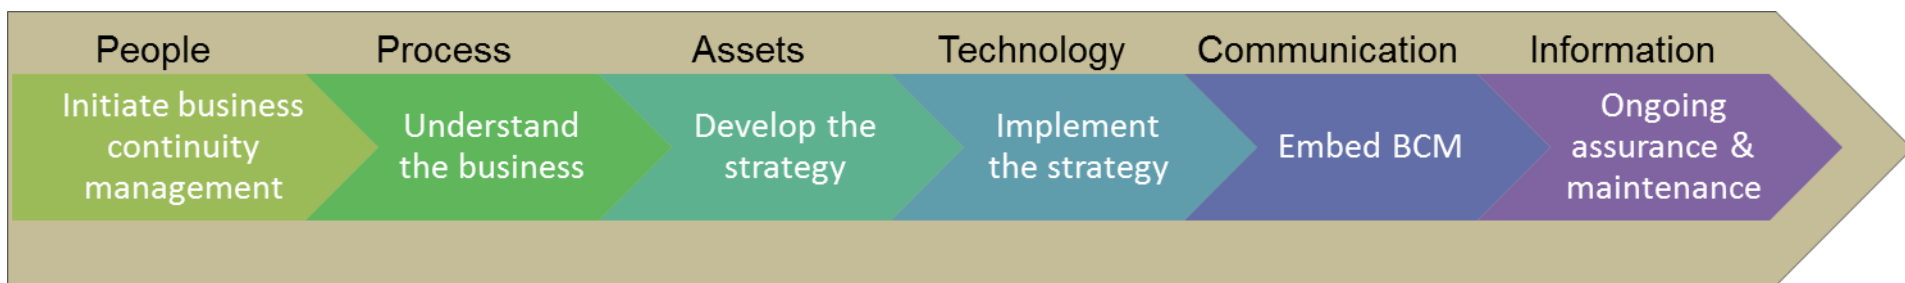 People
Process
Assets
Technology
Communication
Information
Initiate business
continuity
management
Understand
the business
Develop the
strategy
Implement
the strategy
Embed BCM
Ongoing
assurance &
maintenance